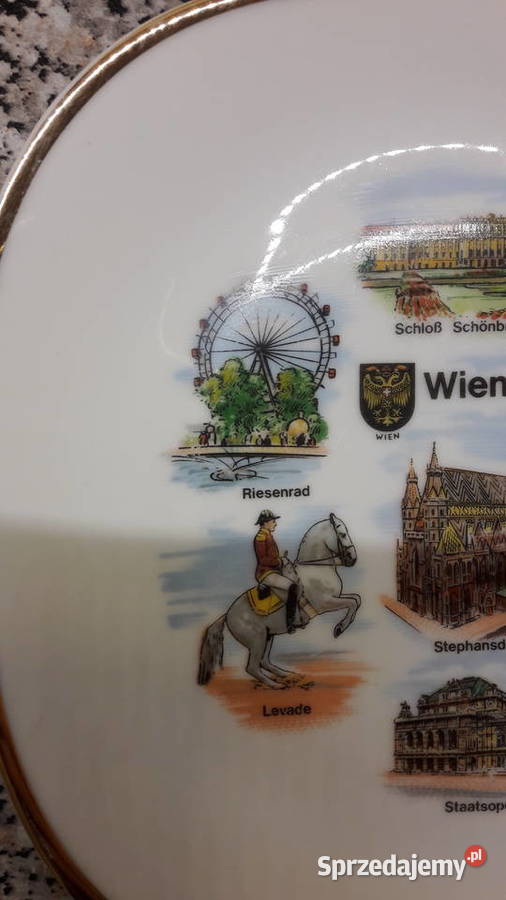 Schloß Schönb
Wien
WIEN
Riesenrad
Stephansd
Levade
Staatsop
Sprzedajemy.pl